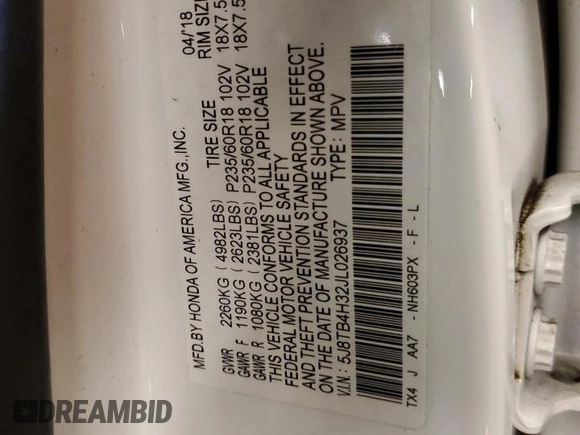 MFD.BY HONDA OF AMERICA MFG.,INC. 04/'18
TIRE SIZE RIM SIZE
GVWR 2260KG ( 4982LBS)
GAWR F 1190KG ( 2623LBS) P235/60R18 102V 18X7.5
GAWR R 1080KG ( 2381LBS) P235/60R18 102V 18X7.5
THIS VEHICLE CONFORMS TO ALL APPLICABLE
FEDERAL MOTOR VEHICLE SAFETY
AND THEFT PREVENTION STANDARDS IN EFFECT
ON THE DATE OF MANUFACTURE SHOWN ABOVE.
V.I.N.: 5J8TB4H32JL026937 TYPE: MPV
TX4 J AA7 - NH603PX - F - L
DREAMBID